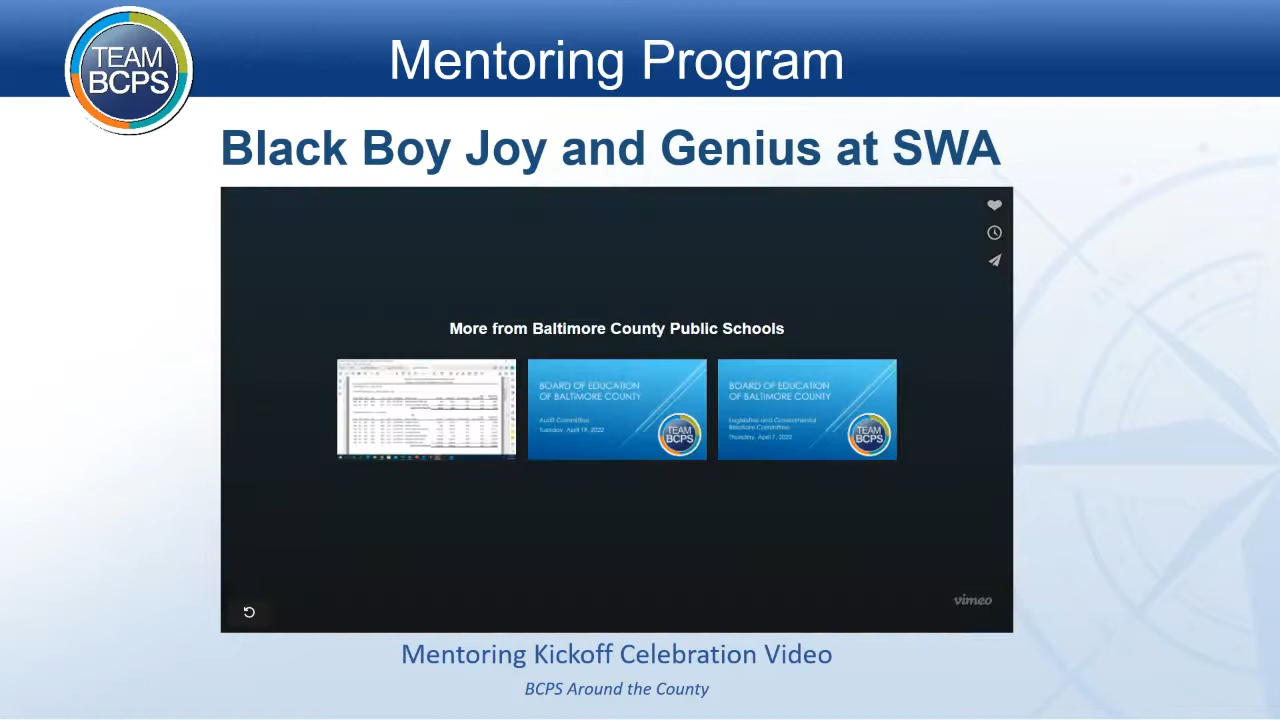 TEAM
BCPS
Mentoring Program
Black Boy Joy and Genius at SWA
More from Baltimore County Public Schools
BOARD OF EDUCATION
OF BALTIMORE COUNTY
Audit Committee
Tuesday, April 19, 2022
TEAM
BCPS
BOARD OF EDUCATION
OF BALTIMORE COUNTY
Legislative and Governmental
Relations Committee
Thursday, April 7, 2022
TEAM
BCPS
vimeo
Mentoring Kickoff Celebration Video
BCPS Around the County